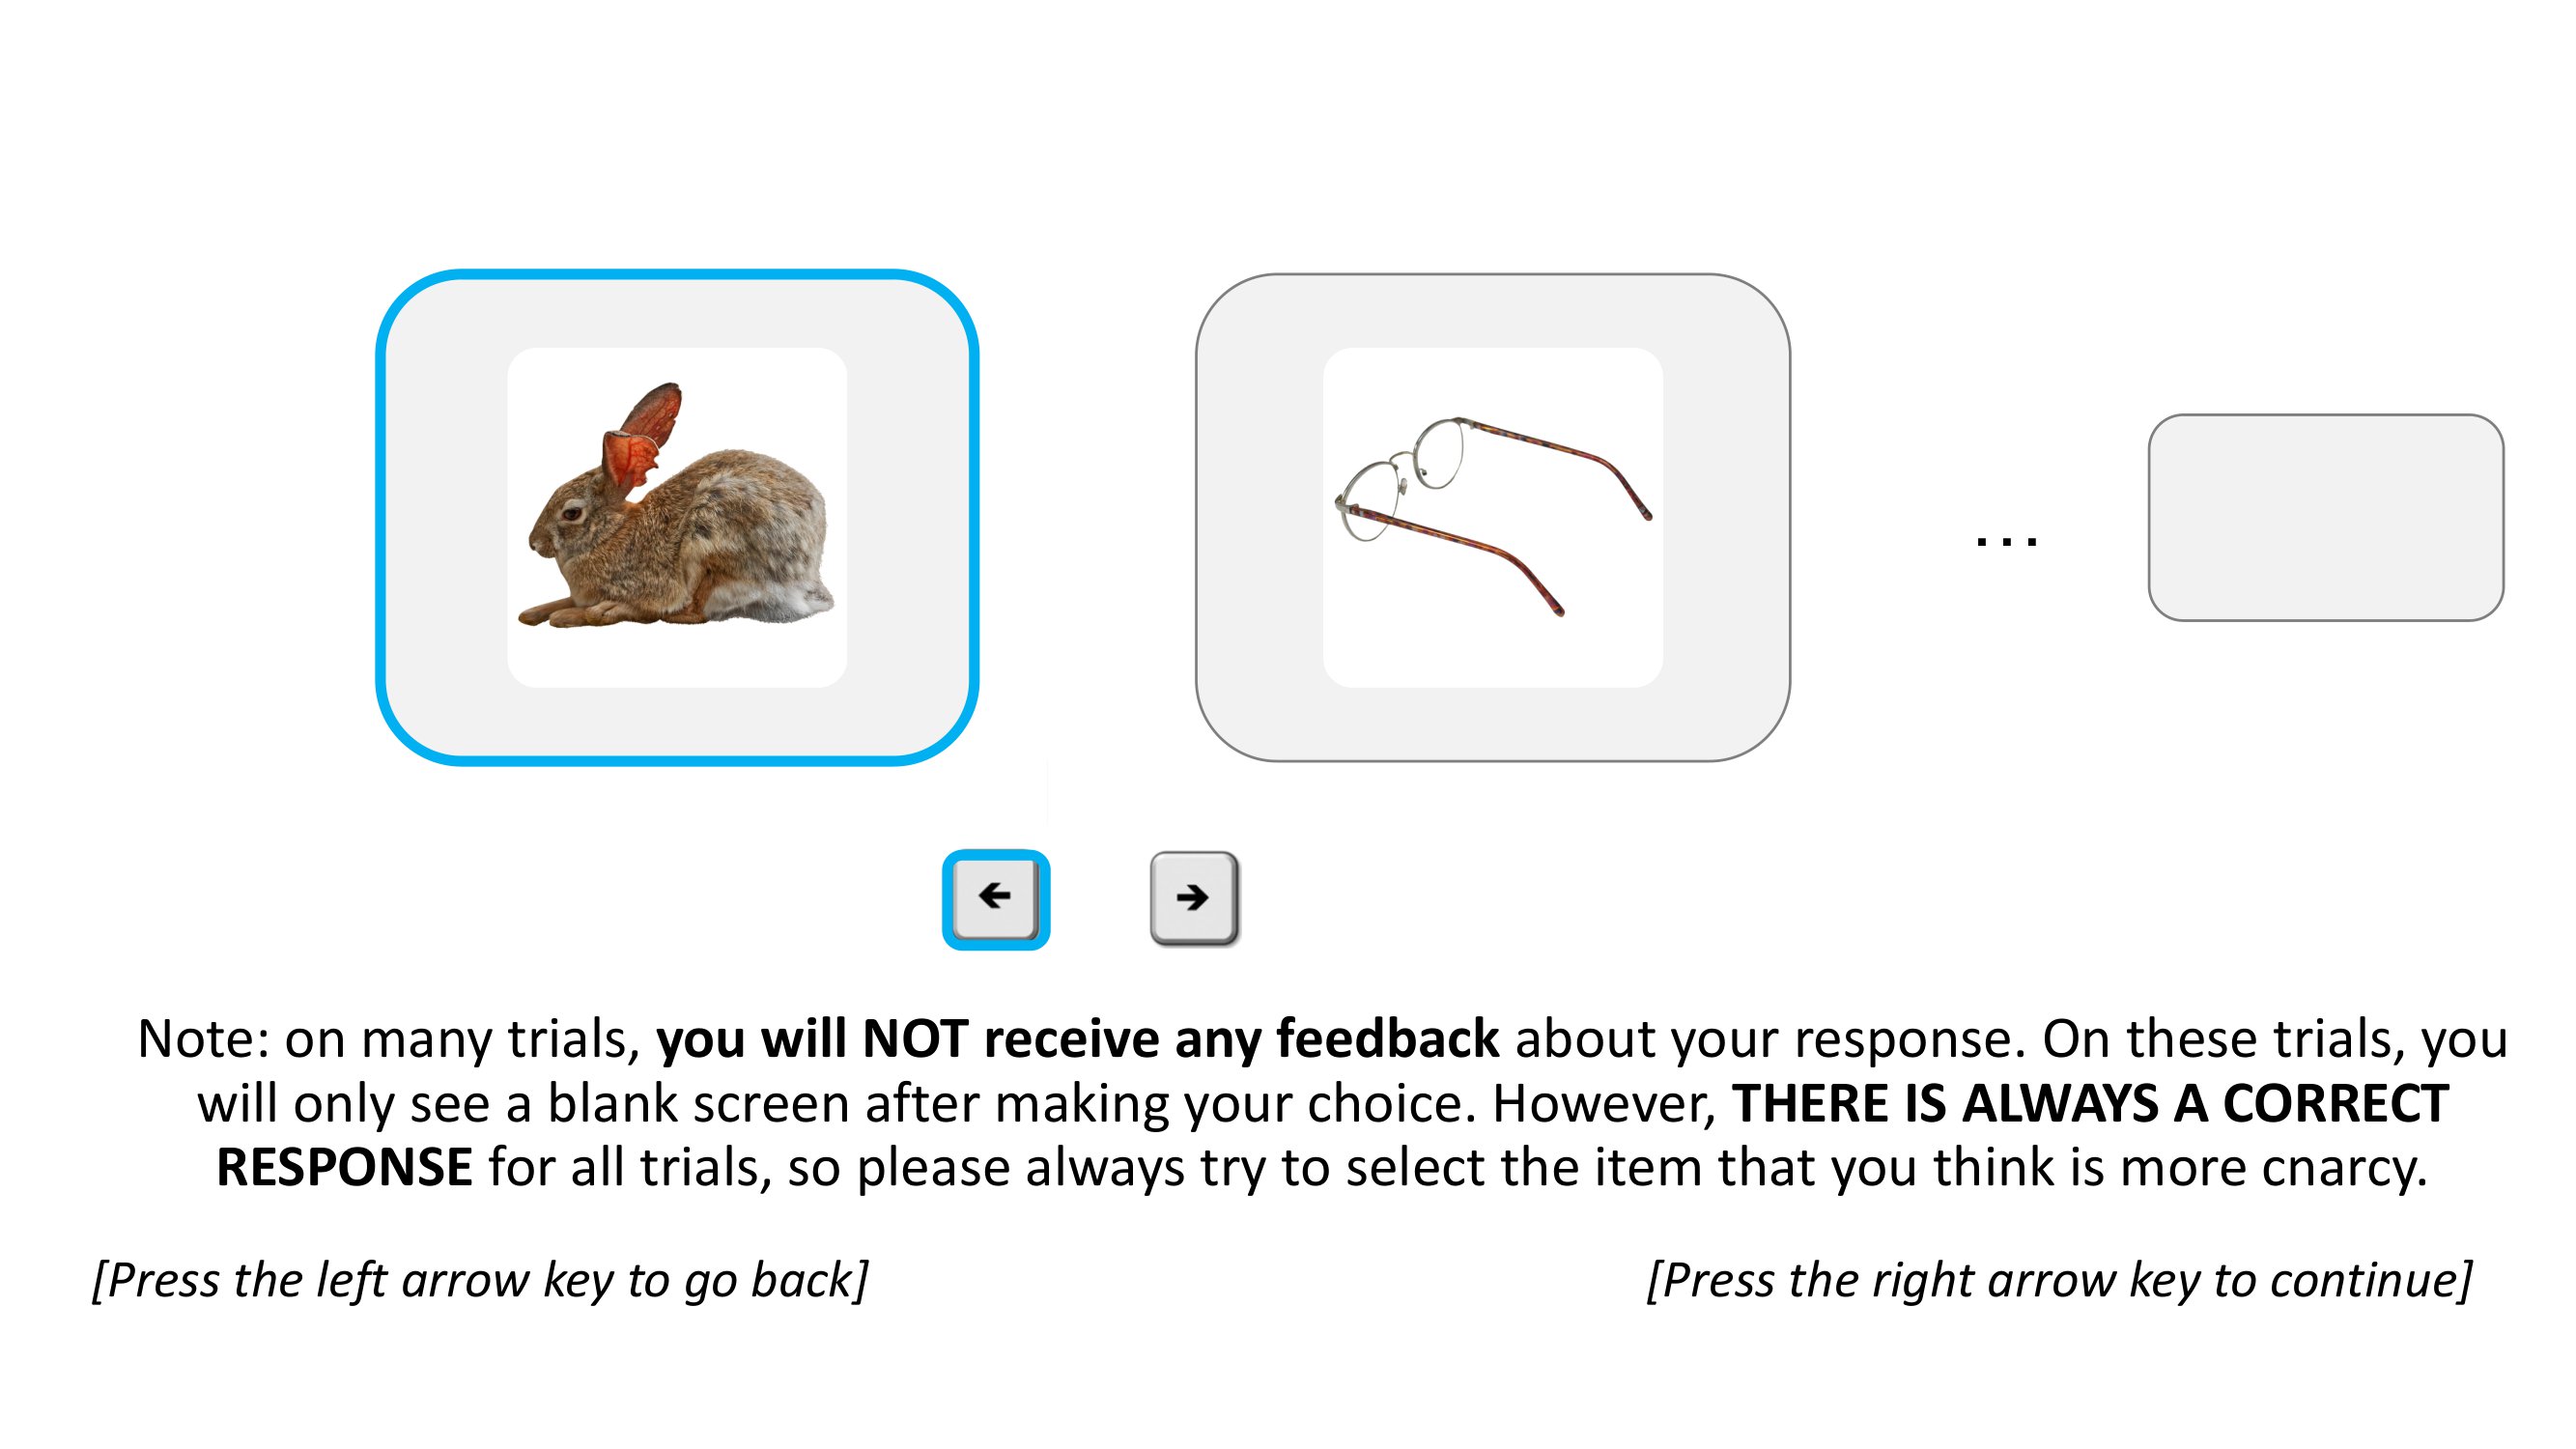 ...
Note: on many trials, you will NOT receive any feedback about your response. On these trials, you
will only see a blank screen after making your choice. However, THERE IS ALWAYS A CORRECT
RESPONSE for all trials, so please always try to select the item that you think is more cnarcy.
[Press the left arrow key to go back]
[Press the right arrow key to continue]